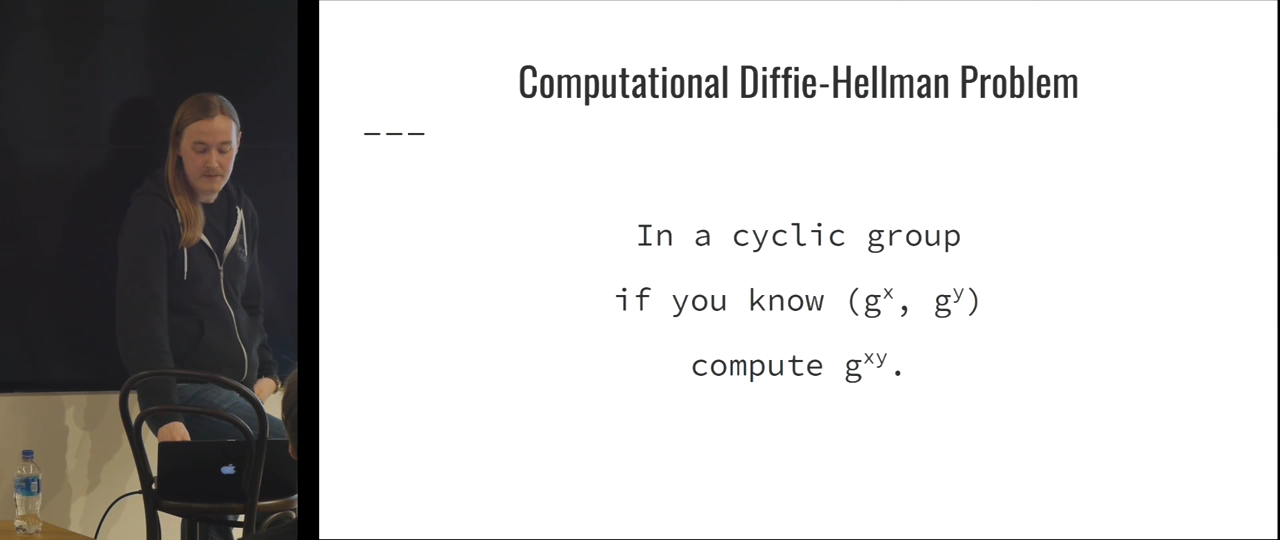 Computational Diffie-Hellman Problem
---
In a cyclic group
if you know (gˣ, gʸ)
compute gˣʸ.